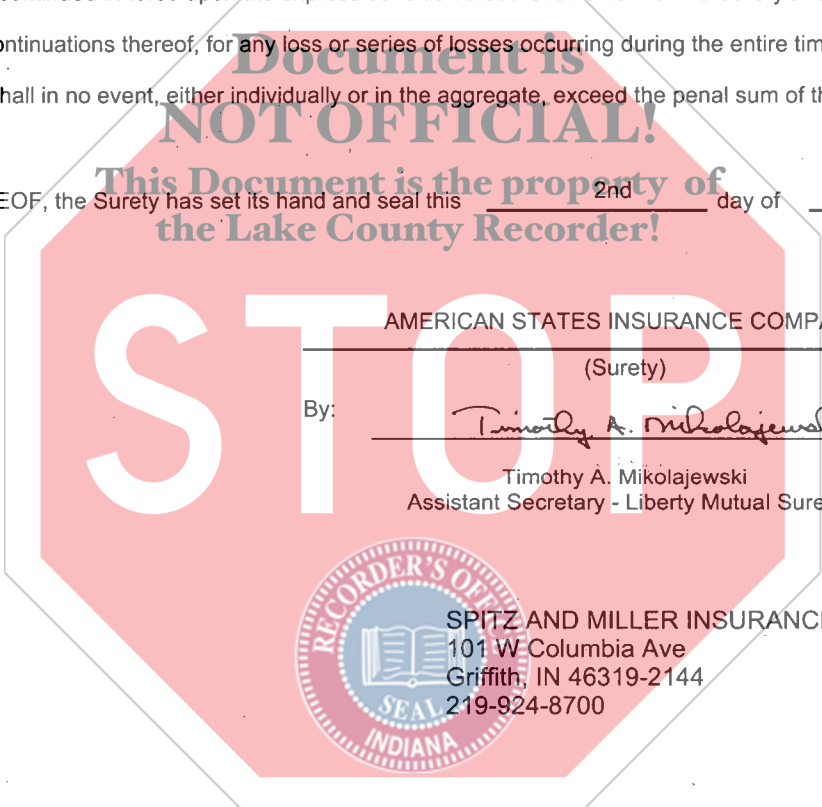 Document is
ontinuations thereof, for any loss or series of losses occurring during the entire tim
hall in no event, either individually or in the aggregate, exceed the penal sum of th
NOT OFFICIAL!
This Document is the property of
EOF, the Surety has set its hand and seal this 2nd day of
the Lake County Recorder!
STOP
AMERICAN STATES INSURANCE COMPA
(Surety)
By: Timothy A. Mikolajewsk
Timothy A. Mikolajewski
Assistant Secretary - Liberty Mutual Sure
RECORDER'S OFFICE
SEAL
INDIANA
SPITZ AND MILLER INSURANCE
101 W Columbia Ave
Griffith, IN 46319-2144
219-924-8700